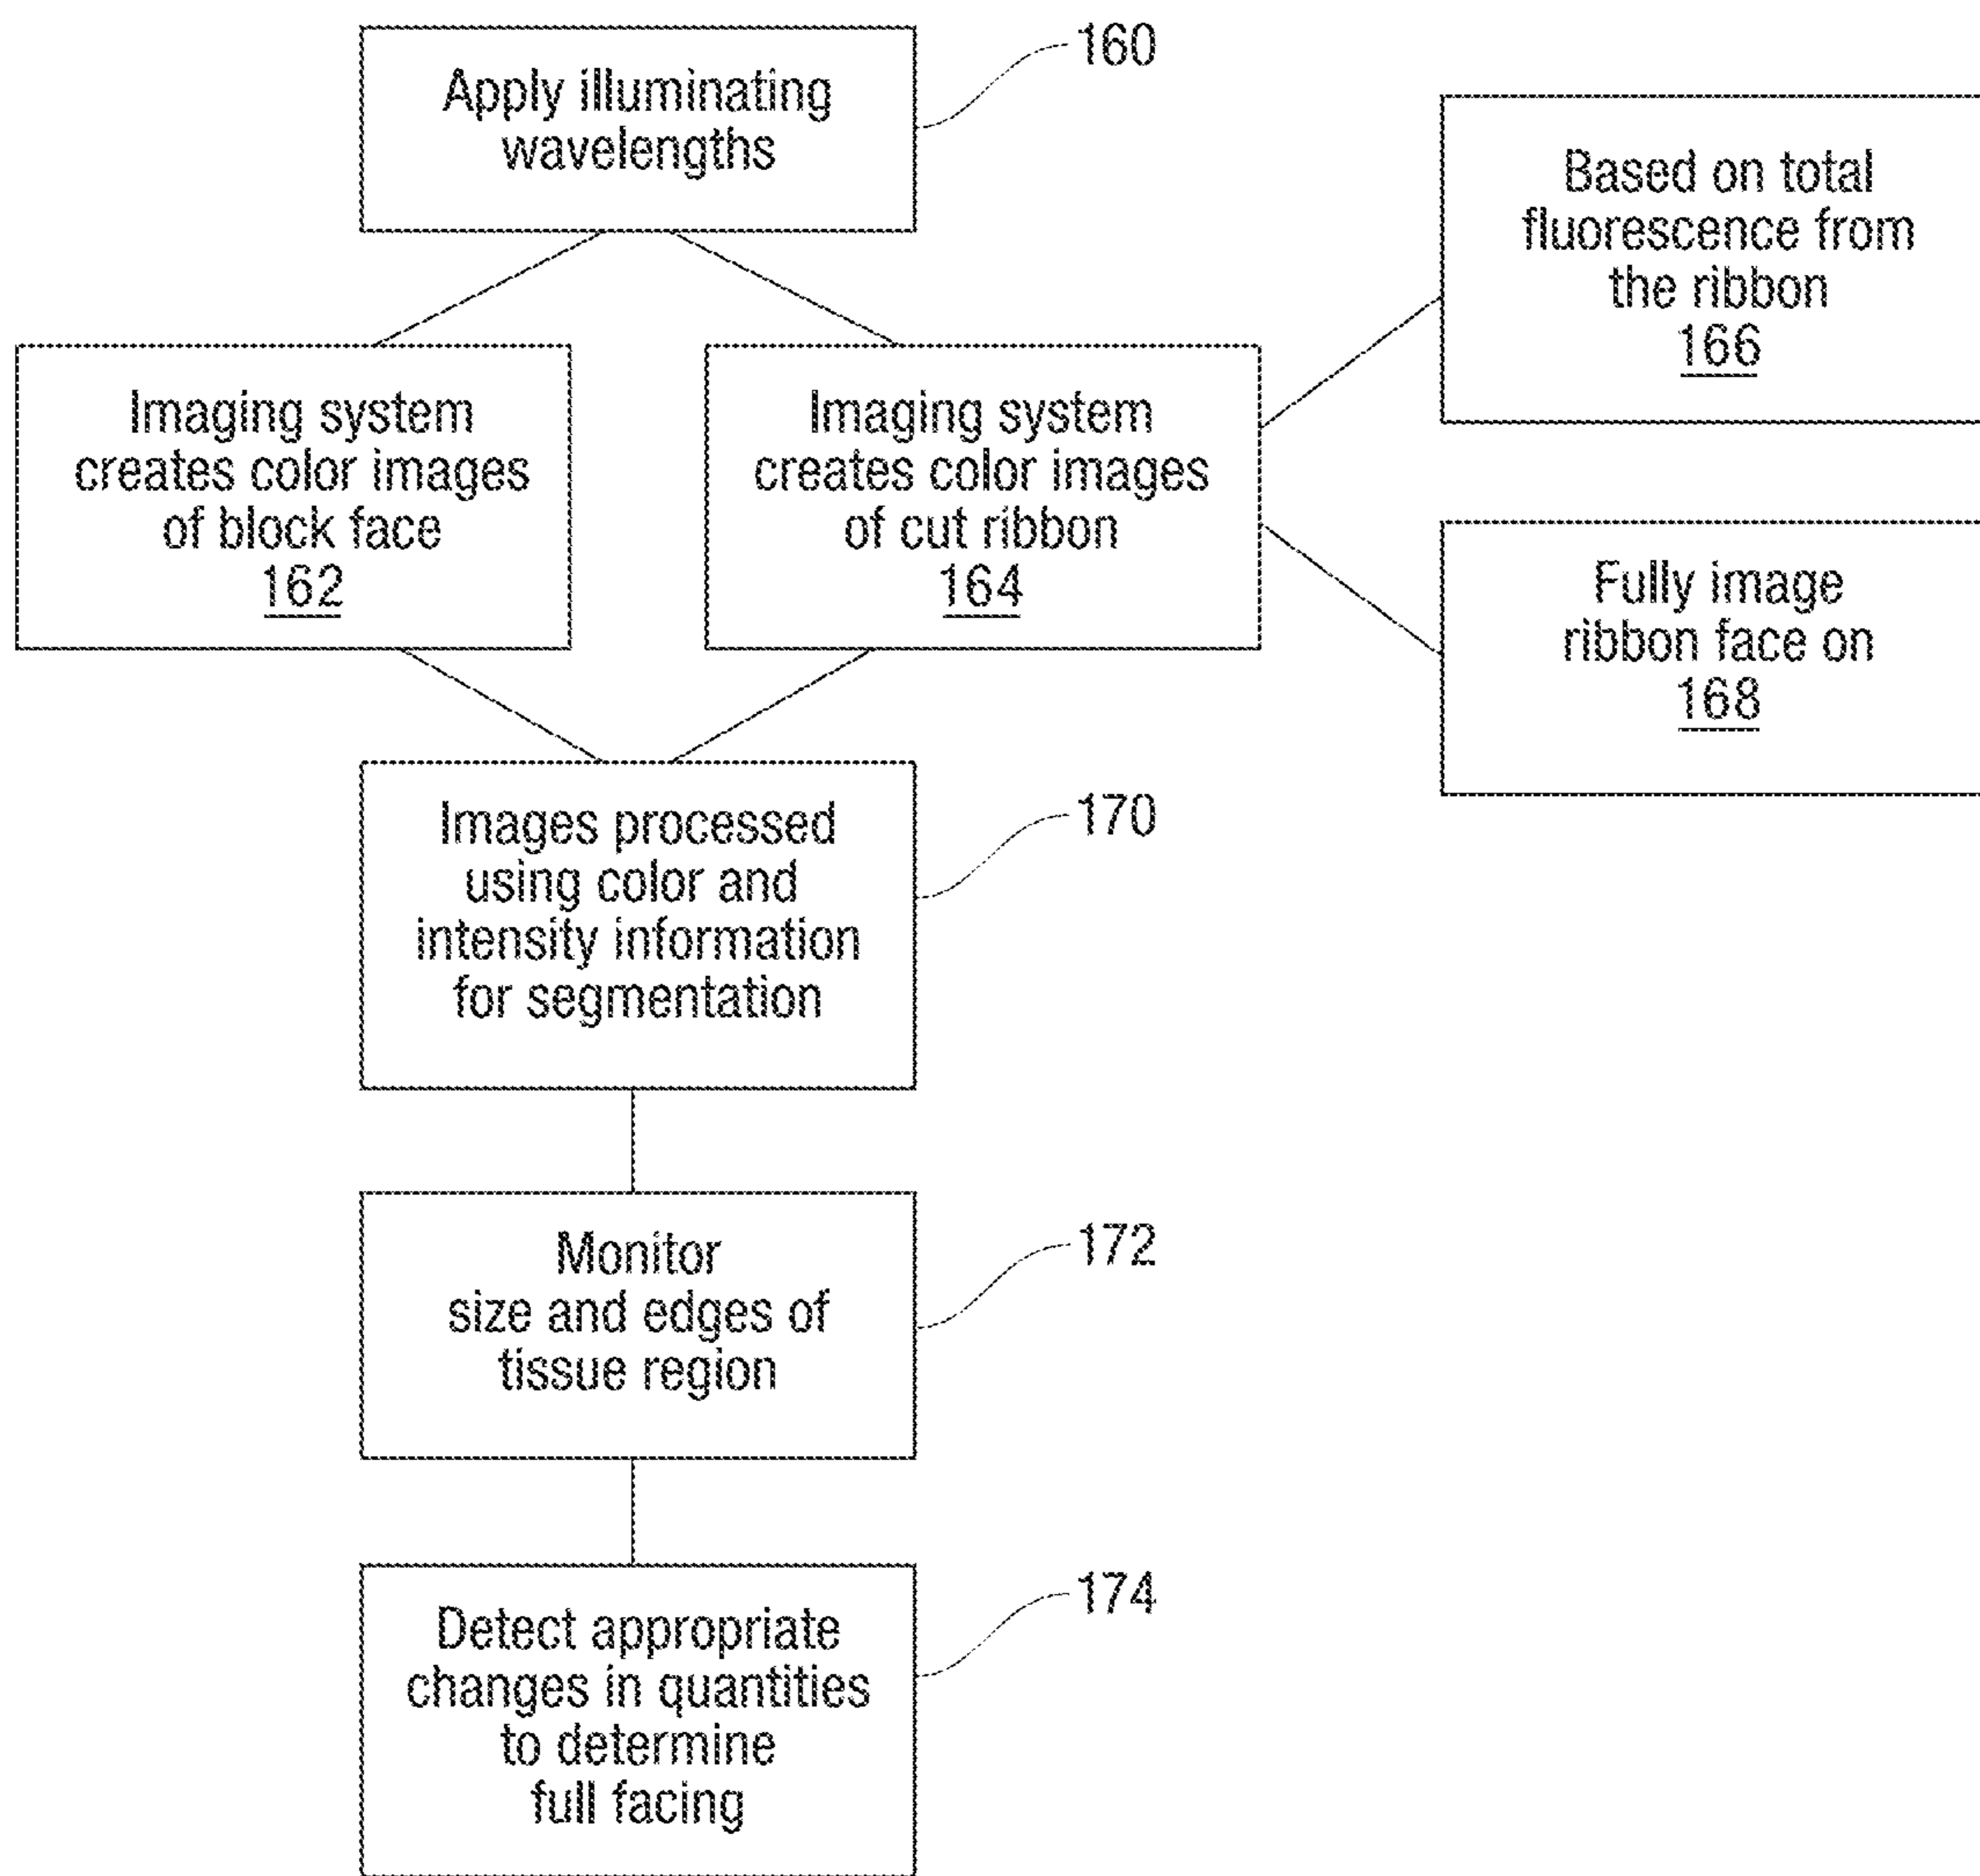 Apply illuminating
wavelengths
160
Imaging system
creates color images
of block face
162
Imaging system
creates color images
of cut ribbon
164
Based on total
fluorescence from
the ribbon
166
Fully image
ribbon face on
168
Images processed
using color and
intensity information
for segmentation
170
Monitor
size and edges of
tissue region
172
Detect appropriate
changes in quantities
to determine
full facing
174